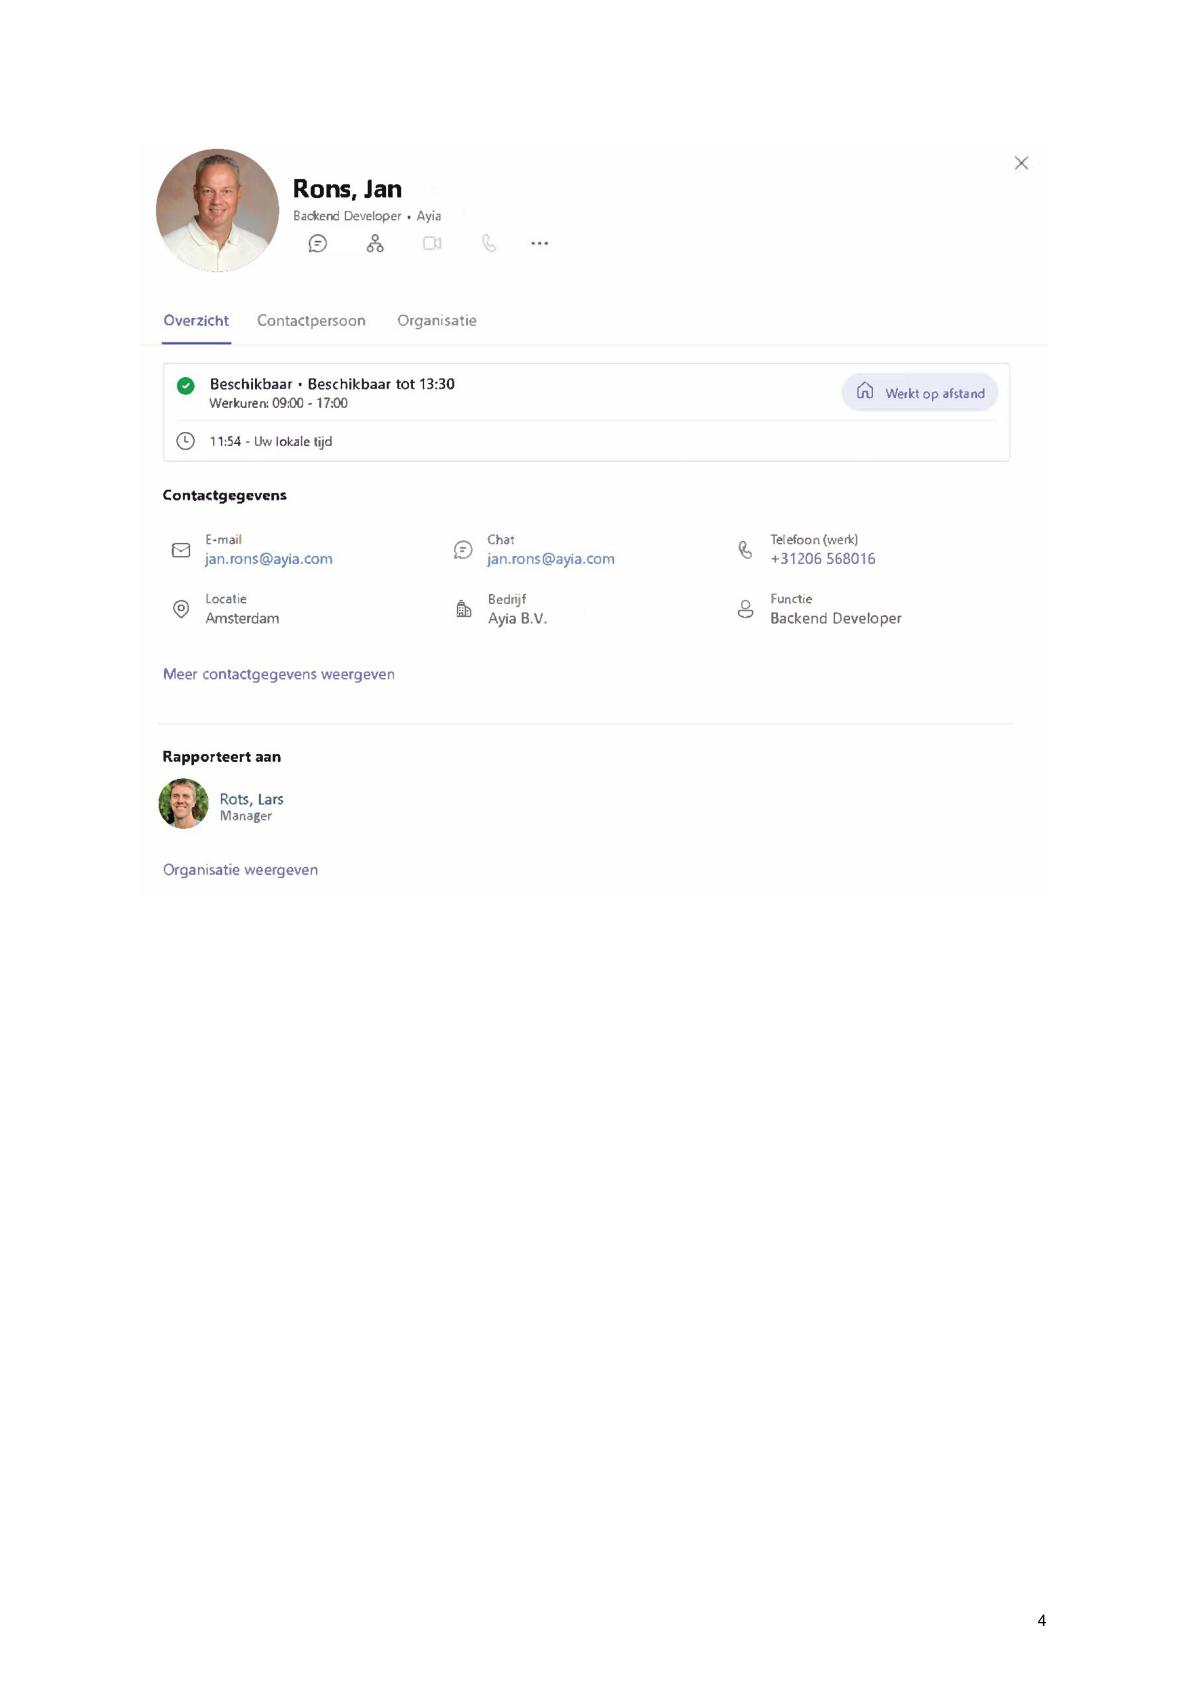 Rons, Jan
Backend Developer • Ayia
Overzicht Contactpersoon Organisatie
Beschikbaar • Beschikbaar tot 13:30
Werkuren: 09:00 - 17:00
Werkt op afstand
11:54 - Uw lokale tijd
Contactgegevens
E-mail
jan.rons@ayia.com
Chat
jan.rons@ayia.com
Telefoon (werk)
+31206 568016
Locatie
Amsterdam
Bedrijf
Ayia B.V.
Functie
Backend Developer
Meer contactgegevens weergeven
Rapporteert aan
Rots, Lars
Manager
Organisatie weergeven
4